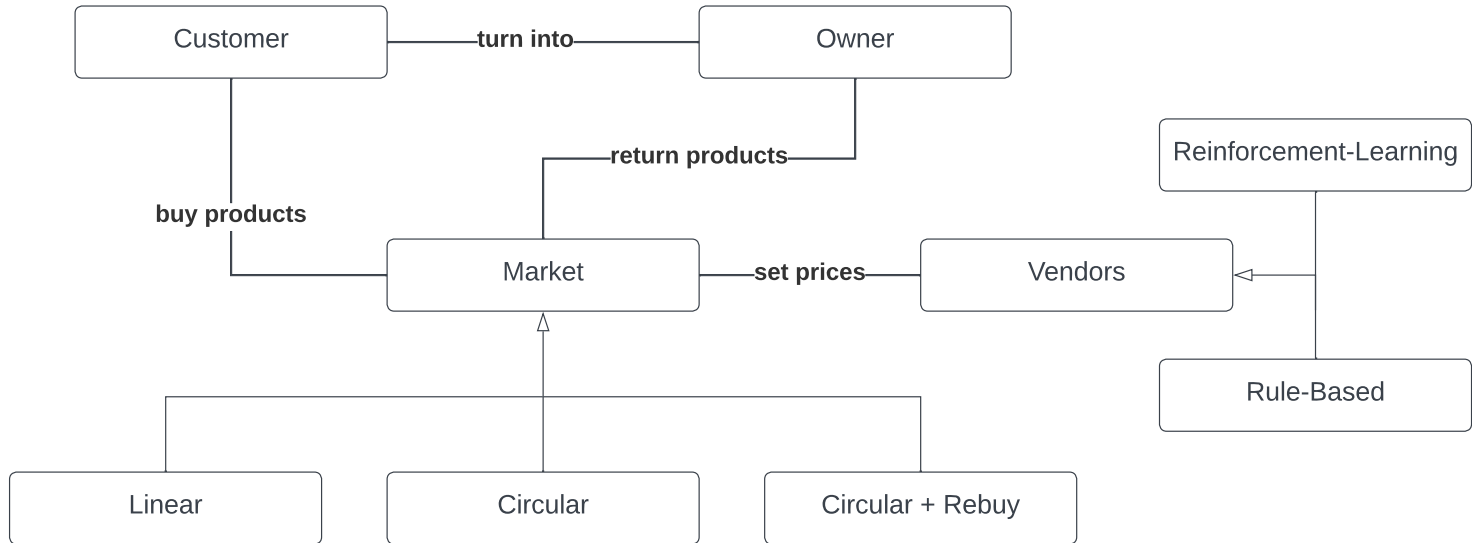 Customer
turn into
Owner
Reinforcement-Learning
return products
buy products
Market
set prices
Vendors
Rule-Based
Linear
Circular
Circular + Rebuy